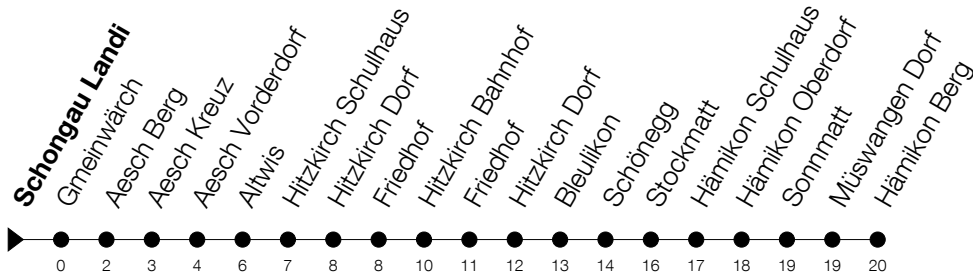 Schongau Landi
Gmeinwärch
Aesch Berg
Aesch Kreuz
Aesch Vorderdorf
Altwis
Hitzkirch Schulhaus
Hitzkirch Dorf
Friedhof
Hitzkirch Bahnhof
Friedhof
Hitzkirch Dorf
Bleulikon
Schönegg
Stockmatt
Hämikon Schulhaus
Hämikon Oberdorf
Sonnmatt
Müswangen Dorf
Hämikon Berg
0 2 3 4 6 7 8 8 10 11 12 13 14 16 17 18 19 19 20